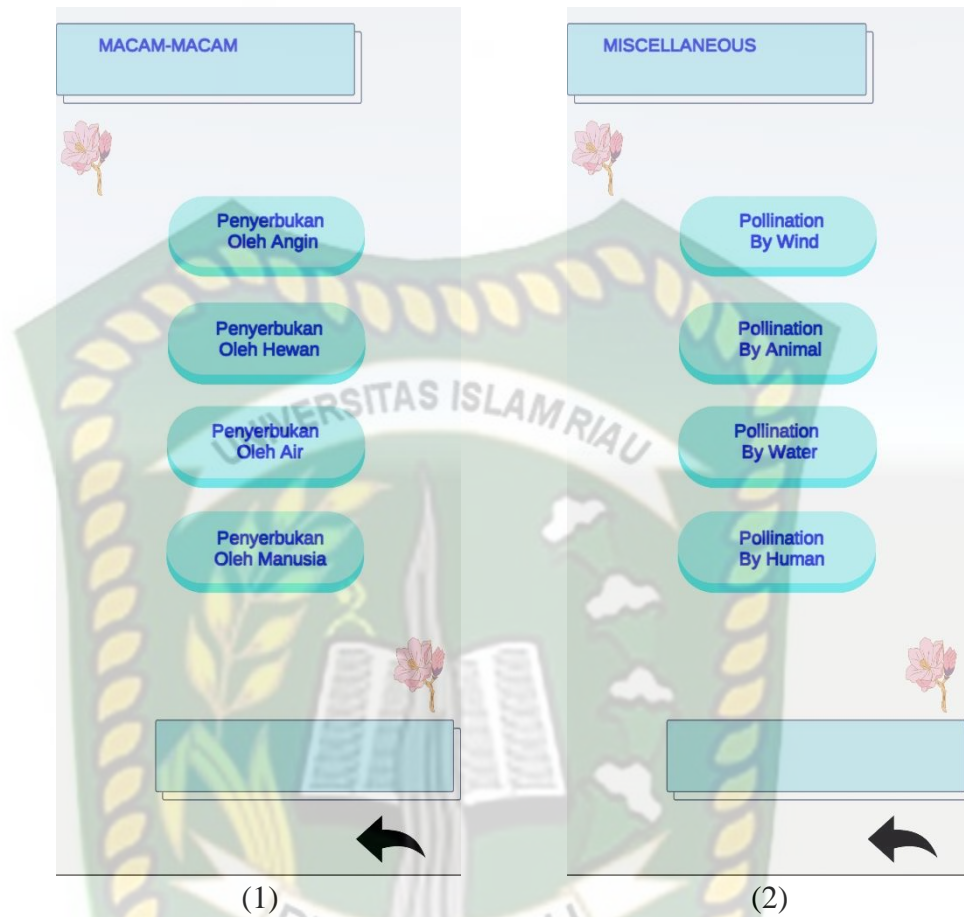 MACAM-MACAM
Penyerbukan
Oleh Angin
Penyerbukan
Oleh Hewan
Penyerbukan
Oleh Air
Penyerbukan
Oleh Manusia
(1)
MISCELLANEOUS
Pollination
By Wind
Pollination
By Animal
Pollination
By Water
Pollination
By Human
(2)
UNIVERSITAS ISLAM RIAU